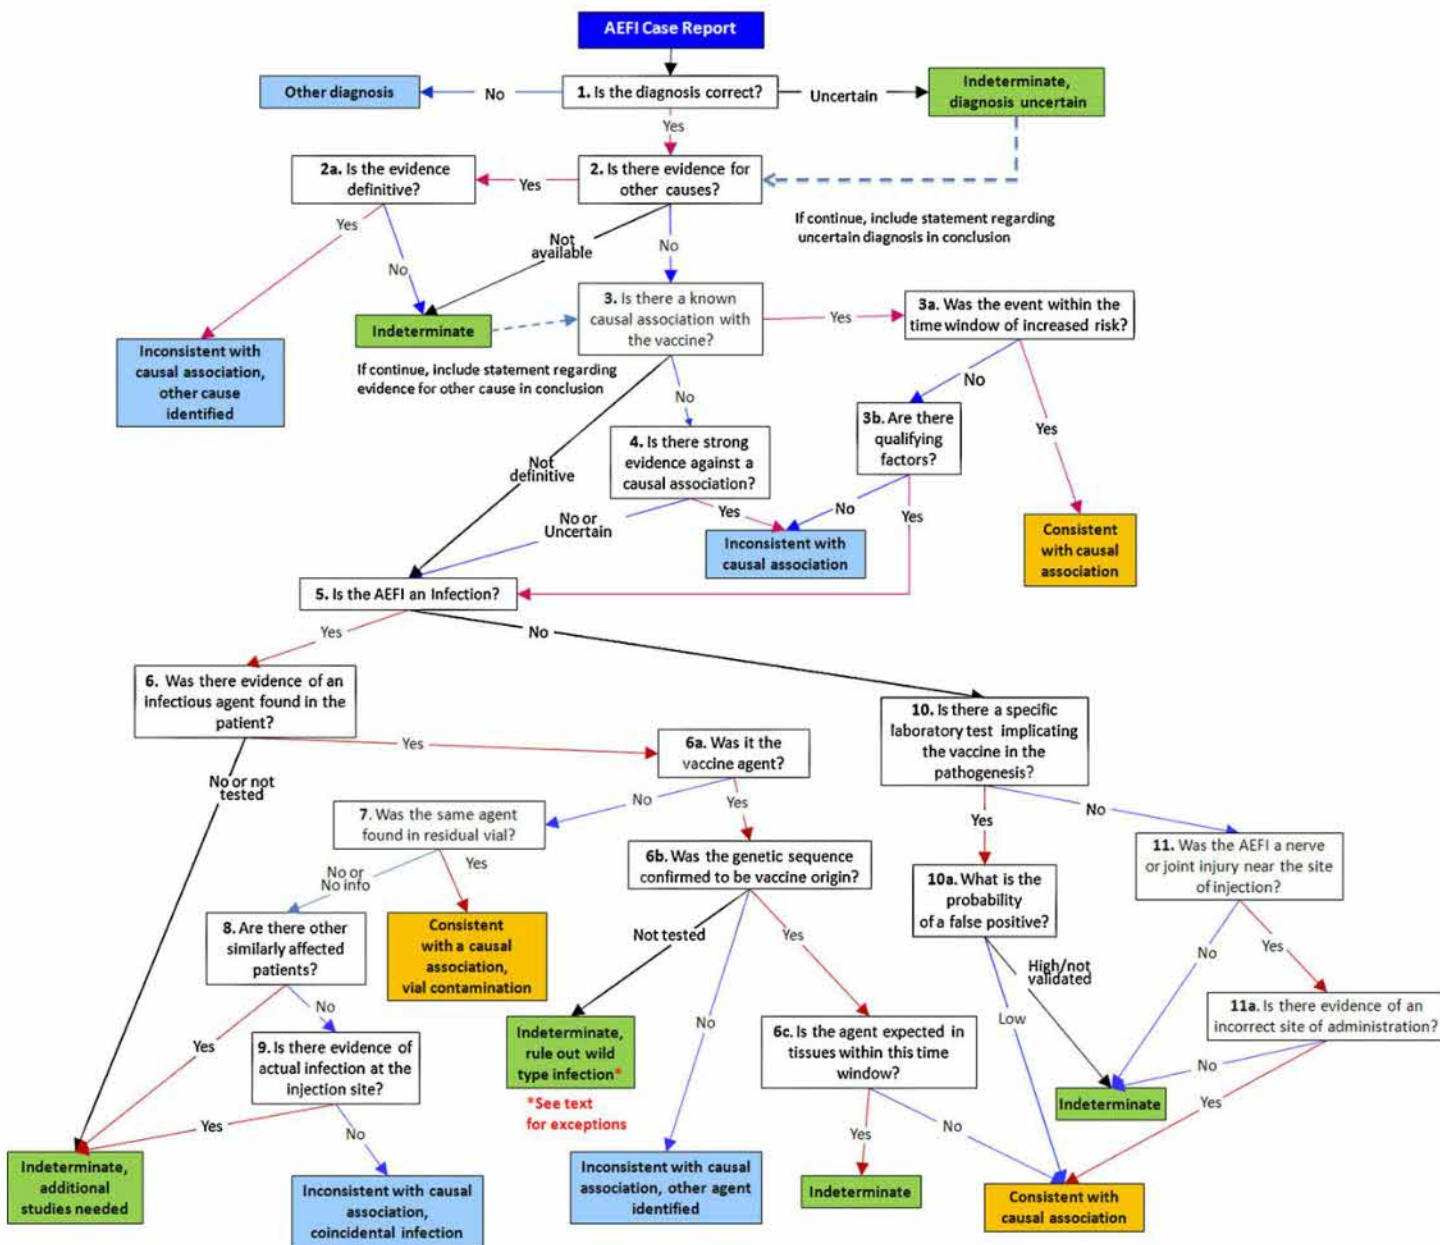 AEFI Case Report
Other diagnosis
No
1. Is the diagnosis correct?
Uncertain
Indeterminate,
diagnosis uncertain
Yes
2a. Is the evidence
definitive?
Yes
2. Is there evidence for
other causes?
If continue, include statement regarding
uncertain diagnosis in conclusion
Yes
No
Not
available
No
3. Is there a known
causal association with
the vaccine?
Yes
3a. Was the event within the
time window of increased risk?
Indeterminate
If continue, include statement regarding
evidence for other cause in conclusion
Inconsistent with
causal association,
other cause
identified
No
No
Yes
3b. Are there
qualifying
factors?
4. Is there strong
evidence against a
causal association?
Not
definitive
No or
Uncertain
Yes
No
Yes
Inconsistent with
causal association
Consistent
with causal
association
5. Is the AEFI an Infection?
Yes
No
6. Was there evidence of an
infectious agent found in the
patient?
Yes
No or not
tested
6a. Was it the
vaccine agent?
10. Is there a specific
laboratory test implicating
the vaccine in the
pathogenesis?
No
Yes
Yes
No
7. Was the same agent
found in residual vial?
No or
No info
Yes
6b. Was the genetic sequence
confirmed to be vaccine origin?
10a. What is the
probability
of a false positive?
11. Was the AEFI a nerve
or joint injury near the site
of injection?
8. Are there other
similarly affected
patients?
Consistent
with a causal
association,
vial contamination
Not tested
Yes
No
High/not
validated
Low
No
Yes
Yes
No
9. Is there evidence of
actual infection at the
injection site?
Indeterminate,
rule out wild
type infection*
*See text
for exceptions
6c. Is the agent expected in
tissues within this time
window?
11a. Is there evidence of an
incorrect site of administration?
No
Yes
Indeterminate
Yes
No
Yes
No
Indeterminate,
additional
studies needed
Inconsistent with causal
association,
coincidental infection
Inconsistent with causal
association, other agent
identified
Indeterminate
Consistent with
causal association